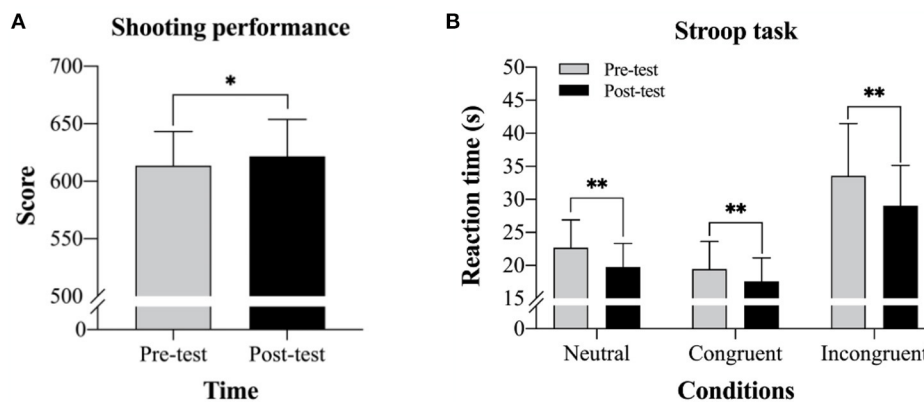 A
Shooting performance
700
650
600
550
500
0
Score
*
Pre-test
Post-test
Time
B
Stroop task
Pre-test
Post-test
50
45
40
35
30
25
20
15
0
Reaction time (s)
**
**
**
Neutral
Congruent
Incongruent
Conditions